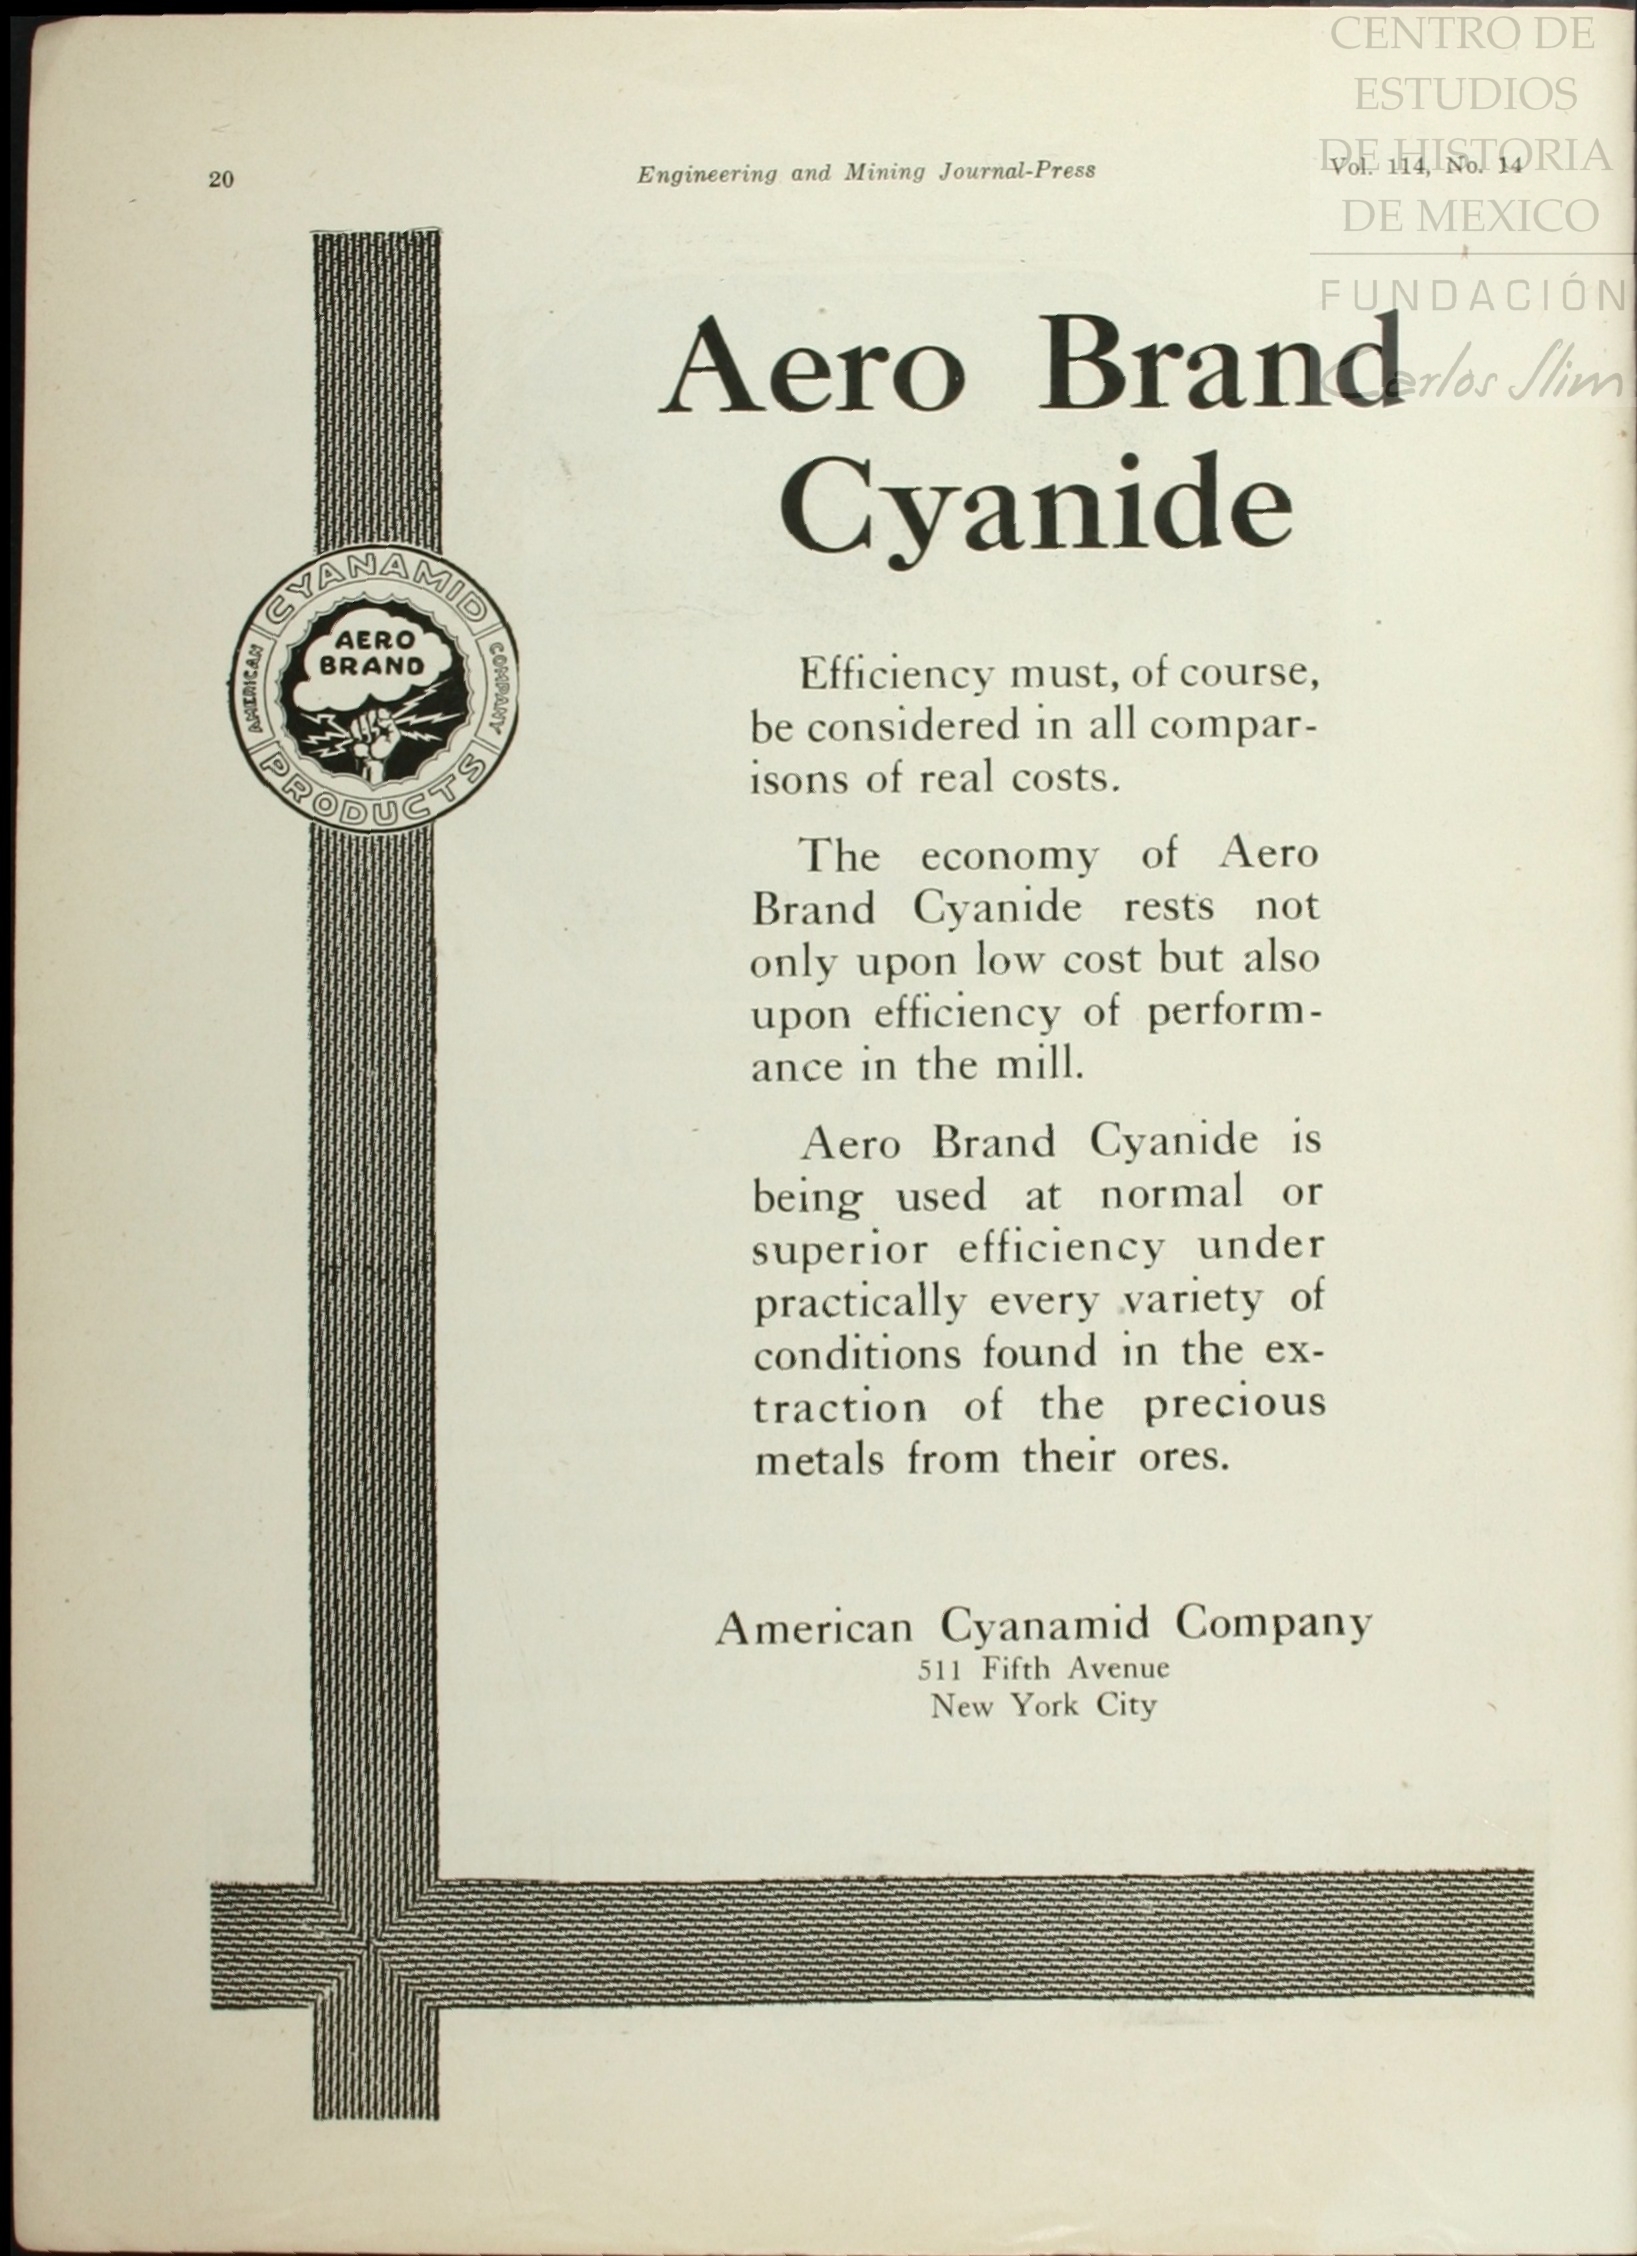 CENTRO DE
ESTUDIOS
DE HISTORIA
DE MEXICO
FUNDACIÓN
Carlos Slim
20
Engineering and Mining Journal-Press
Vol. 114, No. 14
Aero Brand
Cyanide
CYANAMID
AMERICAN
COMPANY
PRODUCTS
AERO
BRAND
Efficiency must, of course,
be considered in all compar-
isons of real costs.
The economy of Aero
Brand Cyanide rests not
only upon low cost but also
upon efficiency of perform-
ance in the mill.
Aero Brand Cyanide is
being used at normal or
superior efficiency under
practically every variety of
conditions found in the ex-
traction of the precious
metals from their ores.
American Cyanamid Company
511 Fifth Avenue
New York City